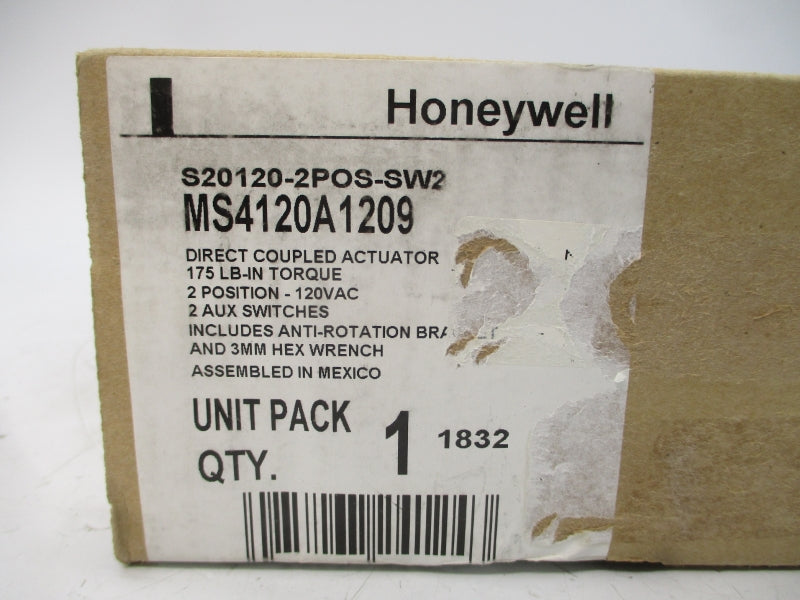 Honeywell
S20120-2POS-SW2
MS4120A1209
DIRECT COUPLED ACTUATOR
175 LB-IN TORQUE
2 POSITION - 120VAC
2 AUX SWITCHES
INCLUDES ANTI-ROTATION
AND 3MM HEX WRENCH
ASSEMBLED IN MEXICO
UNIT PACK
QTY. 1 1832